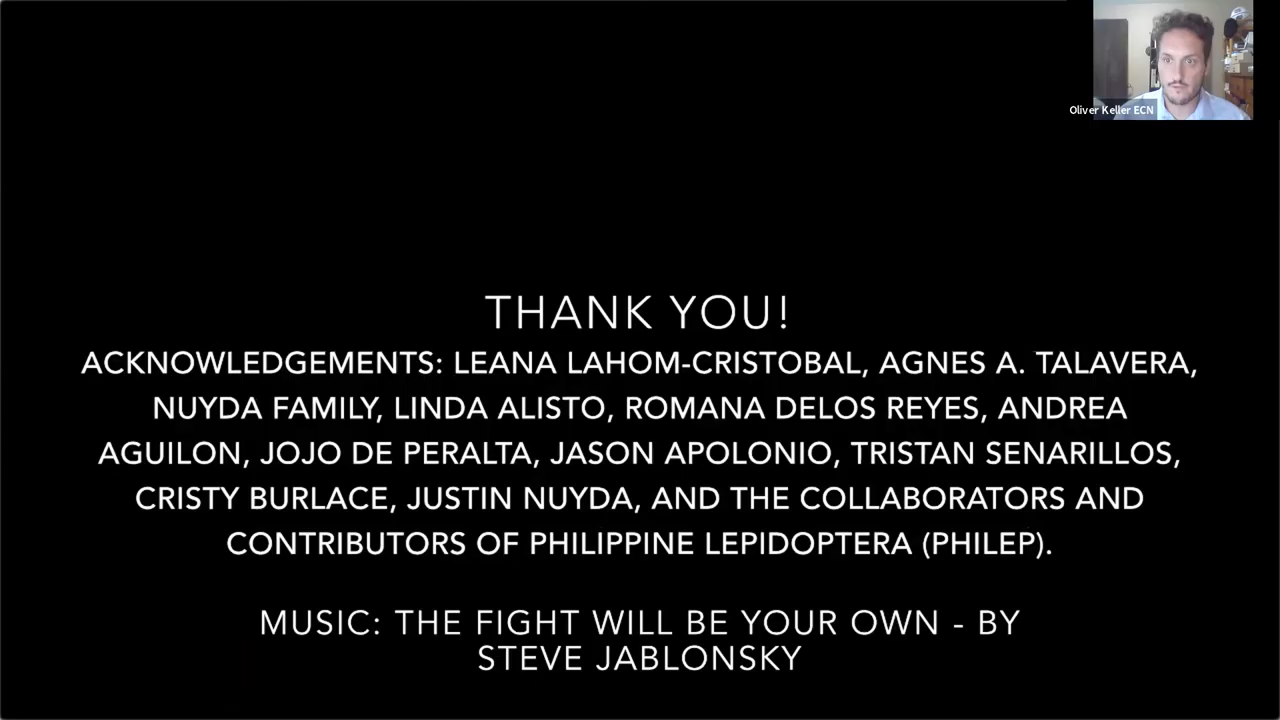 Oliver Keller ECN
THANK YOU!
ACKNOWLEDGEMENTS: LEANA LAHOM-CRISTOBAL, AGNES A. TALAVERA,
NUYDA FAMILY, LINDA ALISTO, ROMANA DELOS REYES, ANDREA
AGUILON, JOJO DE PERALTA, JASON APOLONIO, TRISTAN SENARILLOS,
CRISTY BURLACE, JUSTIN NUYDA, AND THE COLLABORATORS AND
CONTRIBUTORS OF PHILIPPINE LEPIDOPTERA (PHILEP).
MUSIC: THE FIGHT WILL BE YOUR OWN - BY
STEVE JABLONSKY